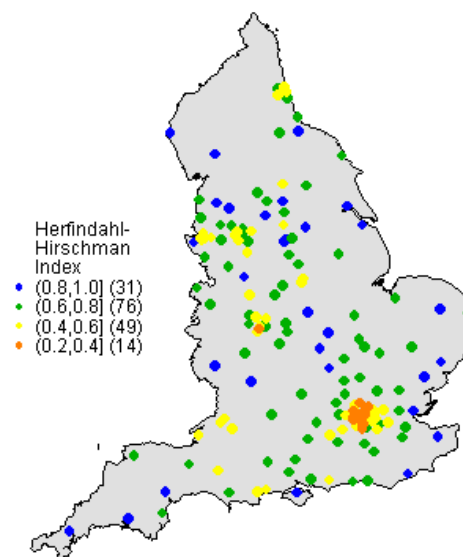 Herfindahl-
Hirschman
Index
(0.8,1.0] (31)
(0.6,0.8] (76)
(0.4,0.6] (49)
(0.2,0.4] (14)